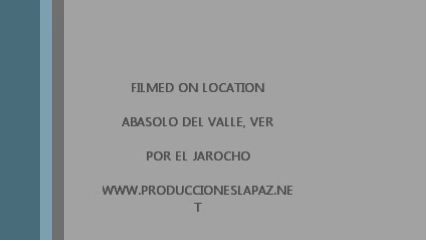 FILMED ON LOCATION
ABASOLO DEL VALLE, VER
POR EL JAROCHO
WWW.PRODUCCIONESLAPAZ.NE
T